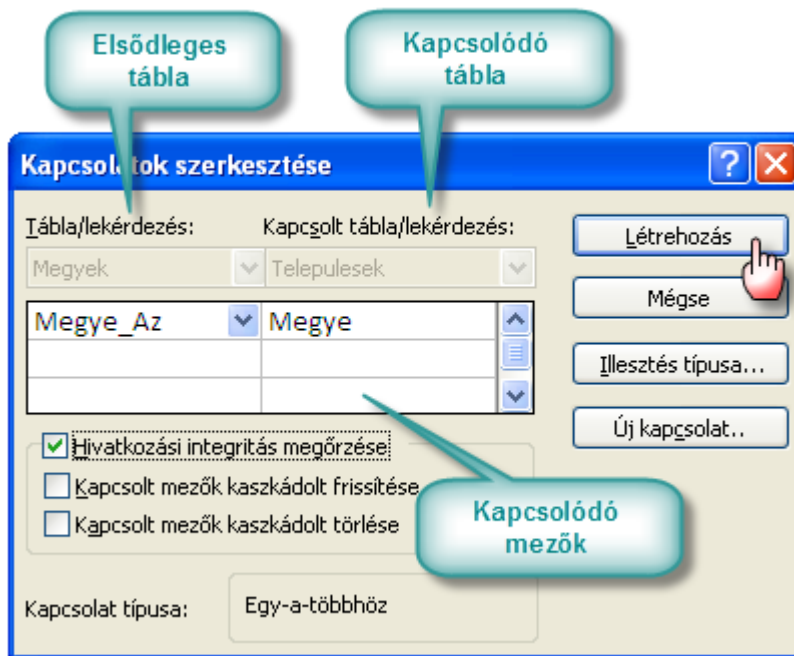 Elsődleges
tábla
Kapcsolódó
tábla
Kapcsolatok szerkesztése
Tábla/lekérdezés:
Kapcsolt tábla/lekérdezés:
Létrehozás
Megyek
Telepulesek
Mégse
Megye_Az
Megye
Illesztés típusa...
Új kapcsolat..
Hivatkozási integritás megőrzése
Kapcsolt mezők kaszkádolt frissítése
Kapcsolt mezők kaszkádolt törlése
Kapcsolódó
mezők
Kapcsolat típusa:
Egy-a-többhöz